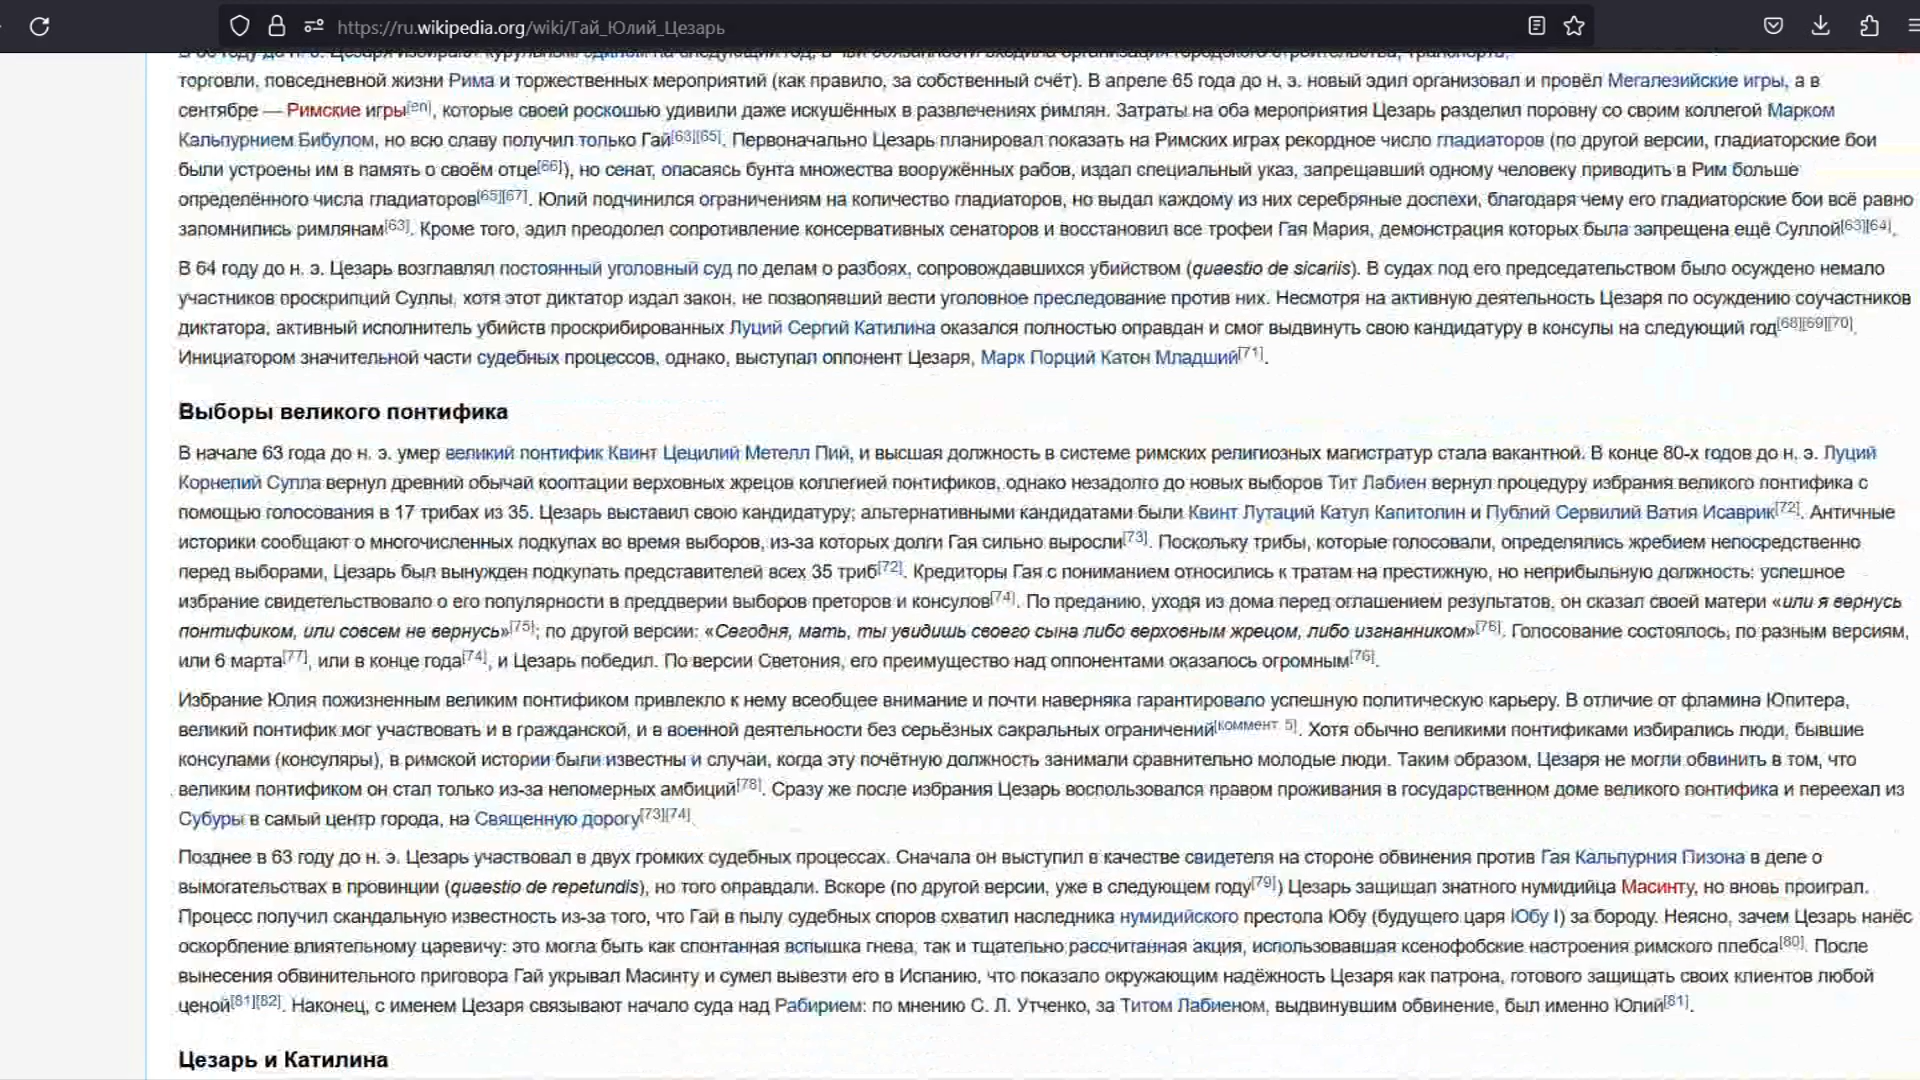 https://ru.wikipedia.org/wiki/Гай_Юлий_Цезарь
торговли, повседневной жизни Рима и торжественных мероприятий (как правило, за собственный счёт). В апреле 65 года до н. э. новый эдил организовал и провёл Мегалезийские игры, а в
сентябре — Римские игры[en], которые своей роскошью удивили даже искушённых в развлечениях римлян. Затраты на оба мероприятия Цезарь разделил поровну со своим коллегой Марком
Кальпурнием Бибулом, но всю славу получил только Гай[63][65]. Первоначально Цезарь планировал показать на Римских играх рекордное число гладиаторов (по другой версии, гладиаторские бои
были устроены им в память о своём отце[66]), но сенат, опасаясь бунта множества вооружённых рабов, издал специальный указ, запрещавший одному человеку приводить в Рим больше
определённого числа гладиаторов[65][67]. Юлий подчинился ограничениям на количество гладиаторов, но выдал каждому из них серебряные доспехи, благодаря чему его гладиаторские бои всё равно
запомнились римлянам[63]. Кроме того, эдил преодолел сопротивление консервативных сенаторов и восстановил все трофеи Гая Мария, демонстрация которых была запрещена ещё Суллой[63][64].
В 64 году до н. э. Цезарь возглавлял постоянный уголовный суд по делам о разбоях, сопровождавшихся убийством (quaestio de sicariis). В судах под его председательством было осуждено немало
участников проскрипций Суллы, хотя этот диктатор издал закон, не позволявший вести уголовное преследование против них. Несмотря на активную деятельность Цезаря по осуждению соучастников
диктатора, активный исполнитель убийств проскрибированных Луций Сергий Катилина оказался полностью оправдан и смог выдвинуть свою кандидатуру в консулы на следующий год[68][69][70].
Инициатором значительной части судебных процессов, однако, выступал оппонент Цезаря, Марк Порций Катон Младший[71].
Выборы великого понтифика
В начале 63 года до н. э. умер великий понтифик Квинт Цецилий Метелл Пий, и высшая должность в системе римских религиозных магистратур стала вакантной. В конце 80-х годов до н. э. Луций
Корнелий Сулла вернул древний обычай кооптации верховных жрецов коллегией понтификов, однако незадолго до новых выборов Тит Лабиен вернул процедуру избрания великого понтифика с
помощью голосования в 17 трибах из 35. Цезарь выставил свою кандидатуру; альтернативными кандидатами были Квинт Лутаций Катул Капитолин и Публий Сервилий Ватия Исаврик[72]. Античные
историки сообщают о многочисленных подкупах во время выборов, из-за которых долги Гая сильно выросли[73]. Поскольку трибы, которые голосовали, определялись жребием непосредственно
перед выборами, Цезарь был вынужден подкупать представителей всех 35 триб[72]. Кредиторы Гая с пониманием относились к тратам на престижную, но неприбыльную должность: успешное
избрание свидетельствовало о его популярности в преддверии выборов преторов и консулов[74]. По преданию, уходя из дома перед оглашением результатов, он сказал своей матери «или я вернусь
понтификом, или совсем не вернусь»[75]; по другой версии: «Сегодня, мать, ты увидишь своего сына либо верховным жрецом, либо изгнанником»[76]. Голосование состоялось, по разным версиям,
или 6 марта[77], или в конце года[74], и Цезарь победил. По версии Светония, его преимущество над оппонентами оказалось огромным[76].
Избрание Юлия пожизненным великим понтификом привлекло к нему всеобщее внимание и почти наверняка гарантировало успешную политическую карьеру. В отличие от фламина Юпитера,
великий понтифик мог участвовать и в гражданской, и в военной деятельности без серьёзных сакральных ограничений[коммент. 5]. Хотя обычно великими понтификами избирались люди, бывшие
консулами (консуляры), в римской истории были известны и случаи, когда эту почётную должность занимали сравнительно молодые люди. Таким образом, Цезаря не могли обвинить в том, что
великим понтификом он стал только из-за непомерных амбиций[78]. Сразу же после избрания Цезарь воспользовался правом проживания в государственном доме великого понтифика и переехал из
Субуры в самый центр города, на Священную дорогу[73][74].
Позднее в 63 году до н. э. Цезарь участвовал в двух громких судебных процессах. Сначала он выступил в качестве свидетеля на стороне обвинения против Гая Кальпурния Пизона в деле о
вымогательствах в провинции (quaestio de repetundis), но того оправдали. Вскоре (по другой версии, уже в следующем году[79]) Цезарь защищал знатного нумидийца Масинту, но вновь проиграл.
Процесс получил скандальную известность из-за того, что Гай в пылу судебных споров схватил наследника нумидийского престола Юбу (будущего царя Юбу I) за бороду. Неясно, зачем Цезарь нанёс
оскорбление влиятельному царевичу: это могла быть как спонтанная вспышка гнева, так и тщательно рассчитанная акция, использовавшая ксенофобские настроения римского плебса[80]. После
вынесения обвинительного приговора Гай укрывал Масинту и сумел вывезти его в Испанию, что показало окружающим надёжность Цезаря как патрона, готового защищать своих клиентов любой
ценой[81][82]. Наконец, с именем Цезаря связывают начало суда над Рабирием: по мнению С. Л. Утченко, за Титом Лабиеном, выдвинувшим обвинение, был именно Юлий[81].
Цезарь и Катилина